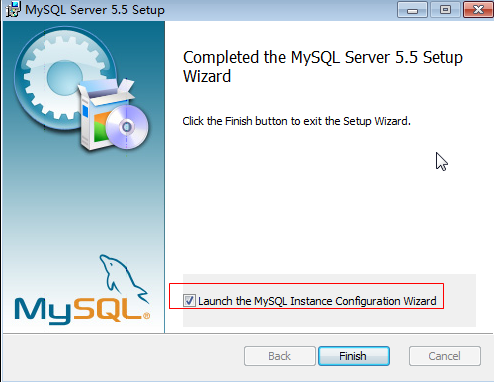 MySQL Server 5.5 Setup
Completed the MySQL Server 5.5 Setup
Wizard
Click the Finish button to exit the Setup Wizard.
MySQL®
Launch the MySQL Instance Configuration Wizard
Back
Finish
Cancel